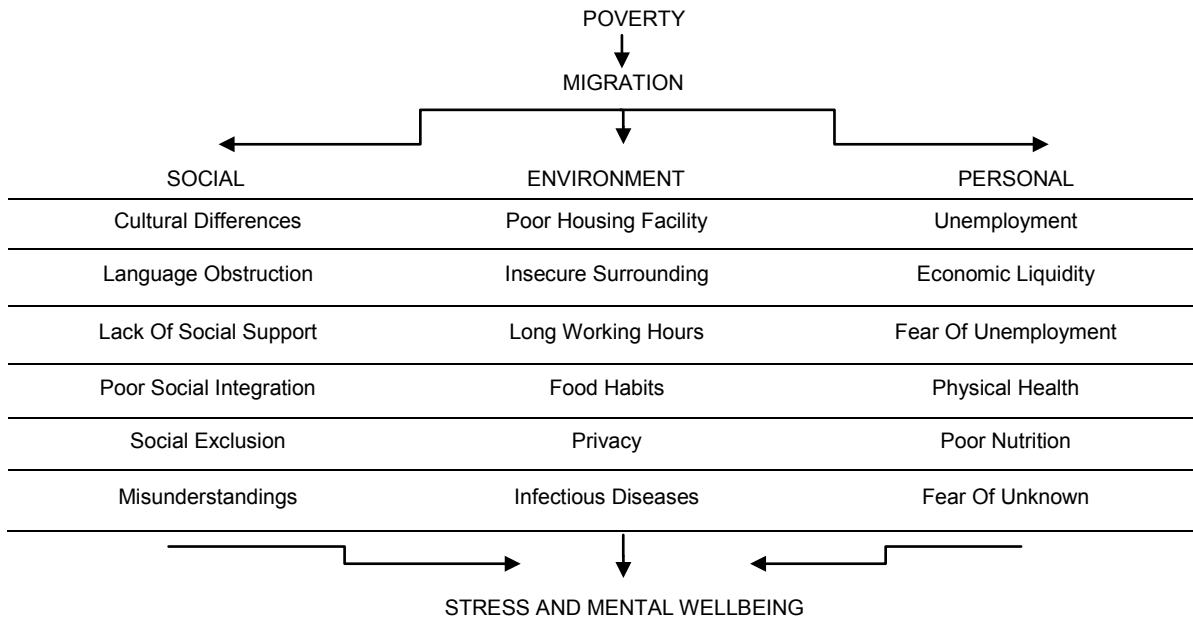 POVERTY
MIGRATION
SOCIAL ENVIRONMENT PERSONAL
Cultural Differences Poor Housing Facility Unemployment
Language Obstruction Insecure Surrounding Economic Liquidity
Lack Of Social Support Long Working Hours Fear Of Unemployment
Poor Social Integration Food Habits Physical Health
Social Exclusion Privacy Poor Nutrition
Misunderstandings Infectious Diseases Fear Of Unknown
STRESS AND MENTAL WELLBEING